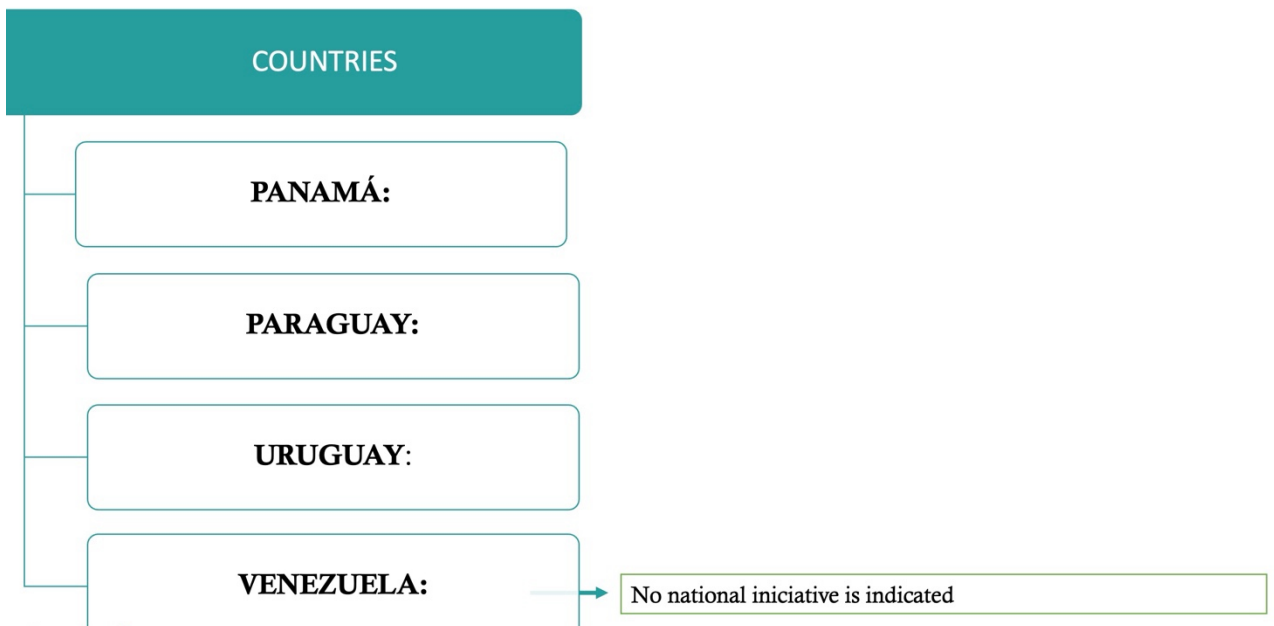 COUNTRIES
PANAMÁ:
PARAGUAY:
URUGUAY:
VENEZUELA:
No national iniciative is indicated